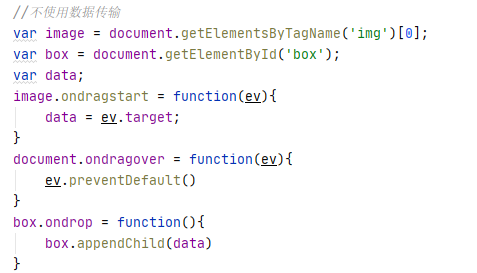 //不使用数据传输
var image = document.getElementsByTagName('img')[0];
var box = document.getElementById('box');
var data;
image.ondragstart = function(ev){
    data = ev.target;
}
document.ondragover = function(ev){
    ev.preventDefault()
}
box.ondrop = function(){
    box.appendChild(data)
}